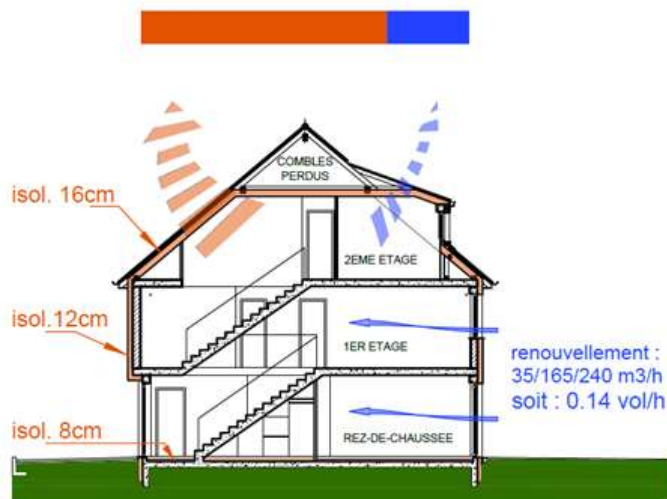 COMBLES
PERDUS
isol. 16cm
2EME ETAGE
isol.12cm
1ER ETAGE
renouvellement :
35/165/240 m3/h
soit : 0.14 vol/h
isol. 8cm
REZ-DE-CHAUSSEE